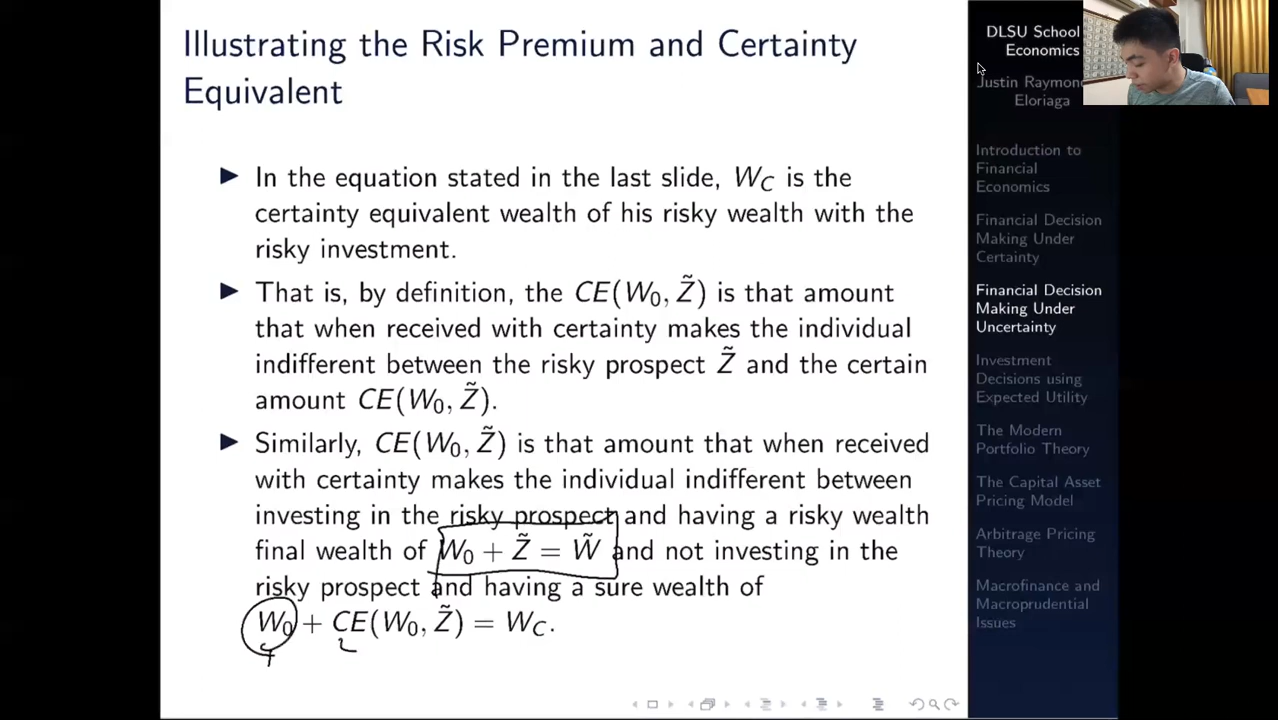 Illustrating the Risk Premium and Certainty
Equivalent
In the equation stated in the last slide, W_C is the
certainty equivalent wealth of his risky wealth with the
risky investment.
That is, by definition, the CE(W₀, Z̃) is that amount
that when received with certainty makes the individual
indifferent between the risky prospect Z̃ and the certain
amount CE(W₀, Z̃).
Similarly, CE(W₀, Z̃) is that amount that when received
with certainty makes the individual indifferent between
investing in the risky prospect and having a risky wealth
final wealth of W₀ + Z̃ = W̃ and not investing in the
risky prospect and having a sure wealth of
W₀ + CE(W₀, Z̃) = W_C.
DLSU School
Economics
Justin Raymond
Eloriaga
Introduction to
Financial
Economics
Financial Decision
Making Under
Certainty
Financial Decision
Making Under
Uncertainty
Investment
Decisions using
Expected Utility
The Modern
Portfolio Theory
The Capital Asset
Pricing Model
Arbitrage Pricing
Theory
Macrofinance and
Macroprudential
Issues